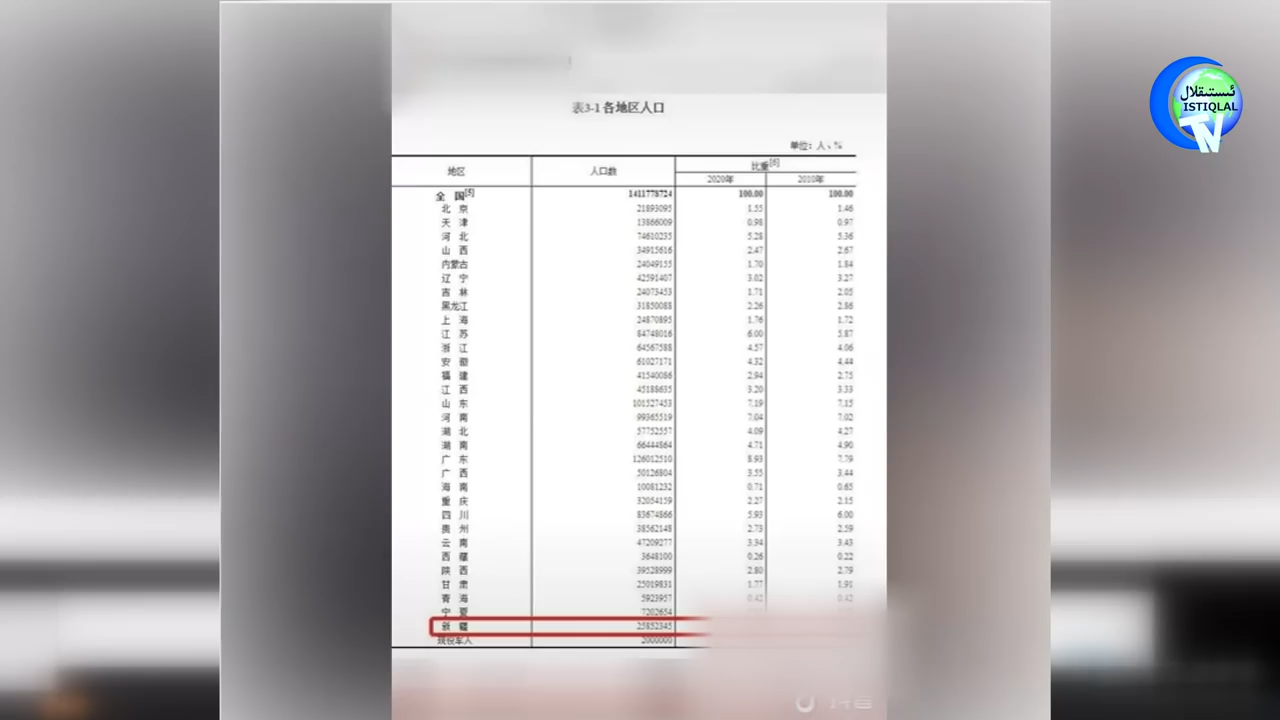 ئىستىقلال
ISTIQLAL
TV
表3-1 各地区人口
单位：人、%
地区 人口数 比重[6]
2020年 2010年
全 国[5] 1411778724 100.00 100.00
北 京 21893095 1.55 1.46
天 津 13866009 0.98 0.97
河 北 74610235 5.28 5.36
山 西 34915616 2.47 2.67
内蒙古 24049155 1.70 1.84
辽 宁 42591407 3.02 3.27
吉 林 24073453 1.71 2.05
黑龙江 31850088 2.26 2.86
上 海 24870895 1.76 1.72
江 苏 84748016 6.00 5.87
浙 江 64567588 4.57 4.06
安 徽 61027171 4.32 4.44
福 建 41540086 2.94 2.75
江 西 45188635 3.20 3.33
山 东 101527453 7.19 7.15
河 南 99365519 7.04 7.02
湖 北 57752557 4.09 4.27
湖 南 66444864 4.71 4.90
广 东 126012510 8.93 7.79
广 西 50126804 3.55 3.44
海 南 10081232 0.71 0.65
重 庆 32054159 2.27 2.15
四 川 83674866 5.93 6.00
贵 州 38562148 2.73 2.59
云 南 47209277 3.34 3.43
西 藏 3648100 0.26 0.22
陕 西 39528999 2.80 2.79
甘 肃 25019831 1.77 1.91
青 海 5923957 0.42 0.42
宁 夏 7202654
新 疆 25852345
现役军人 2000000